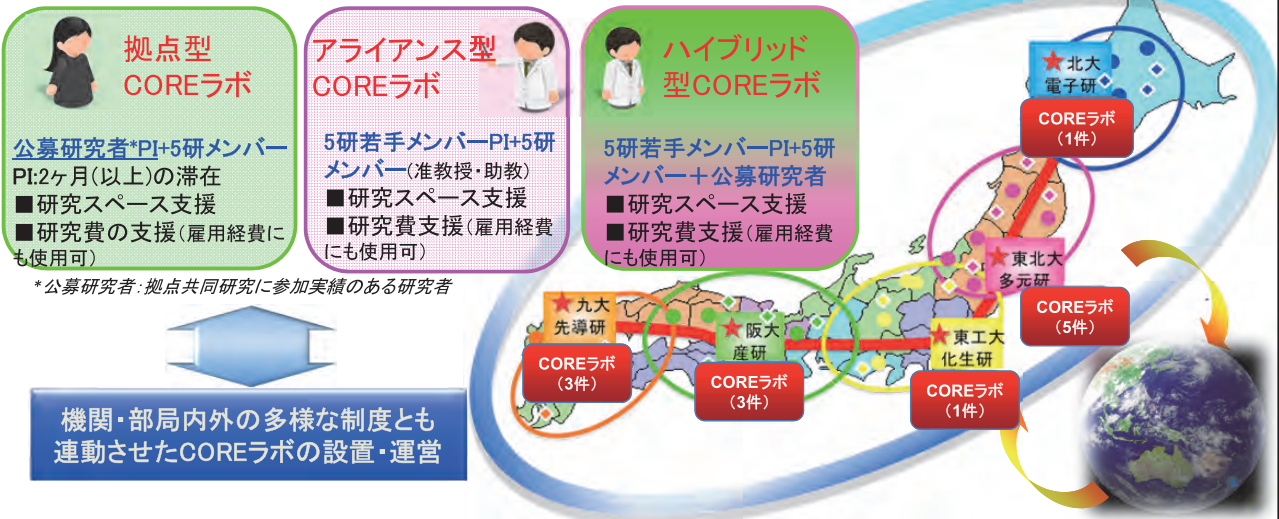 拠点型
COREラボ
公募研究者*PI+5研メンバー
PI:2ヶ月(以上)の滞在
■研究スペース支援
■研究費の支援(雇用経費に
も使用可)
アライアンス型
COREラボ
5研若手メンバーPI+5研
メンバー(准教授・助教)
■研究スペース支援
■研究費支援(雇用経費
にも使用可)
ハイブリッド
型COREラボ
5研若手メンバーPI+5研
メンバー+公募研究者
■研究スペース支援
■研究費支援(雇用経費
にも使用可)
*公募研究者:拠点共同研究に参加実績のある研究者
機関・部局内外の多様な制度とも
連動させたCOREラボの設置・運営
★北大
電子研
COREラボ
(1件)
★東北大
多元研
COREラボ
(5件)
★東工大
化生研
COREラボ
(1件)
★阪大
産研
COREラボ
(3件)
★九大
先導研
COREラボ
(3件)